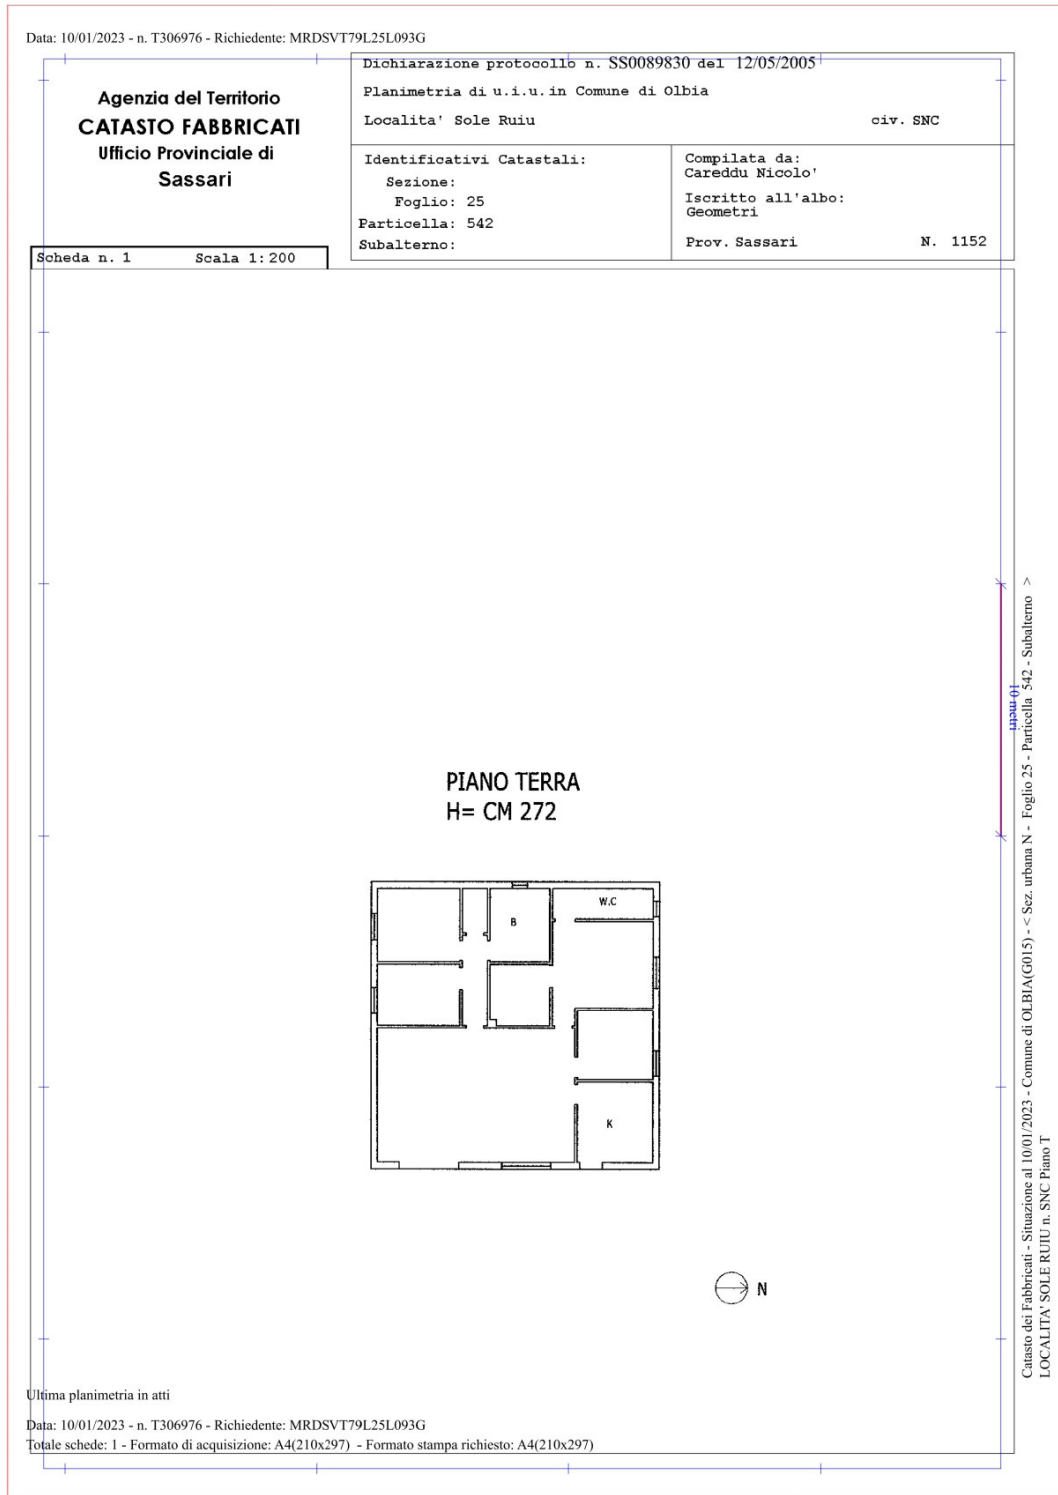 Data: 10/01/2023 - n. T306976 - Richiedente: MRDSVT79L25L093G
Agenzia del Territorio
CATASTO FABBRICATI
Ufficio Provinciale di
Sassari
Dichiarazione protocollo n. SS0089830 del 12/05/2005
Planimetria di u.i.u. in Comune di Olbia
Localita' Sole Ruiu civ. SNC
Identificativi Catastali:
Sezione:
Foglio: 25
Particella: 542
Subalterno:
Compilata da:
Careddu Nicolo'
Iscritto all'albo:
Geometri
Prov. Sassari N. 1152
Scheda n. 1 Scala 1:200
10 metri
PIANO TERRA
H= CM 272
W.C
B
K
N
Catasto dei Fabbricati - Situazione al 10/01/2023 - Comune di OLBIA(G015) - < Sez. urbana N - Foglio 25 - Particella 542 - Subalterno >
LOCALITA' SOLE RUIU n. SNC Piano T
Ultima planimetria in atti
Data: 10/01/2023 - n. T306976 - Richiedente: MRDSVT79L25L093G
Totale schede: 1 - Formato di acquisizione: A4(210x297) - Formato stampa richiesto: A4(210x297)